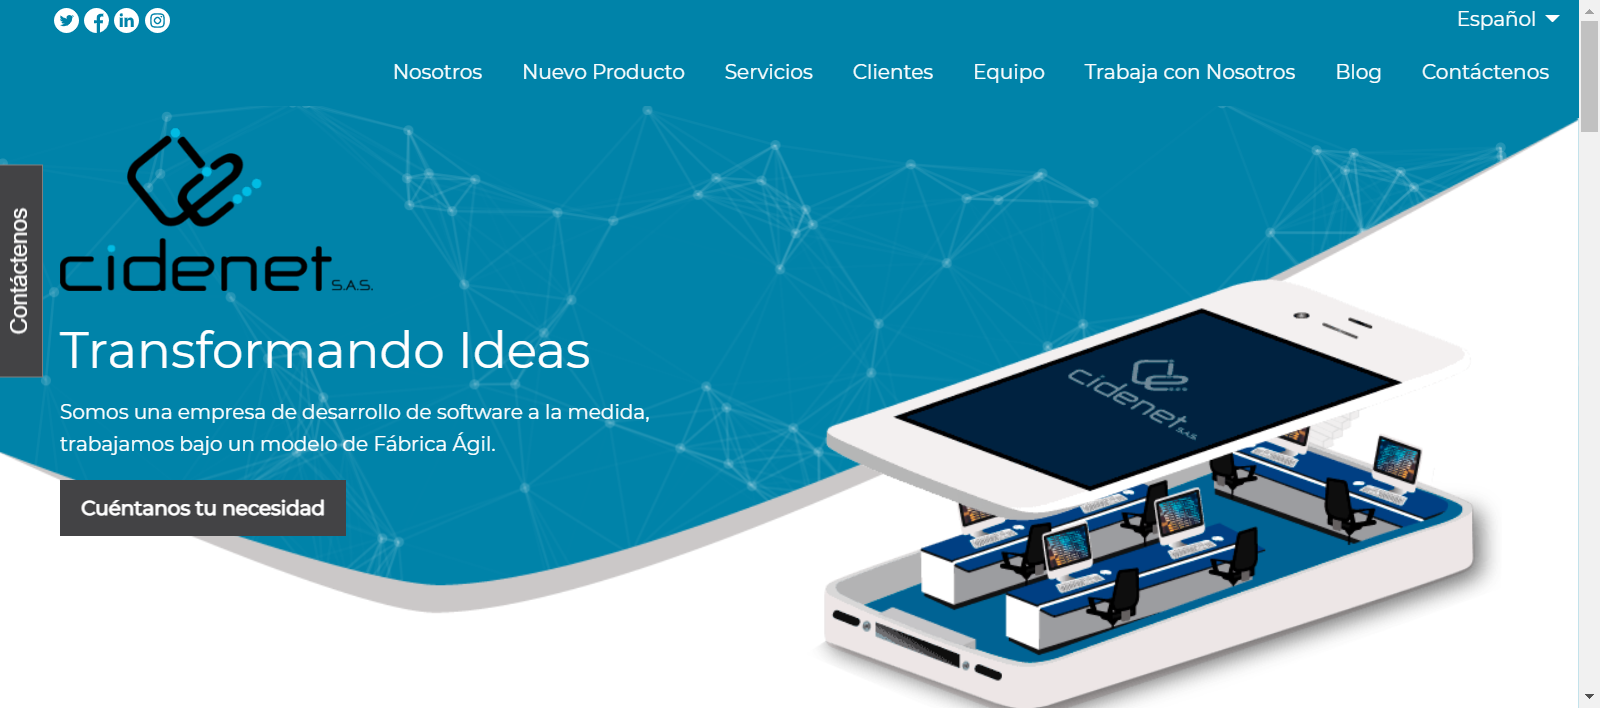 Español
Nosotros Nuevo Producto Servicios Clientes Equipo Trabaja con Nosotros Blog Contáctenos
Contáctenos
cidenet S.A.S.
Transformando Ideas
Somos una empresa de desarrollo de software a la medida,
trabajamos bajo un modelo de Fábrica Ágil.
Cuéntanos tu necesidad
cidenet S.A.S.